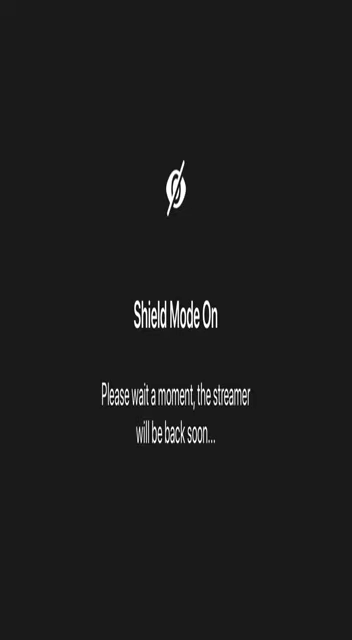 Shield Mode On
Please wait a moment, the streamer
will be back soon...